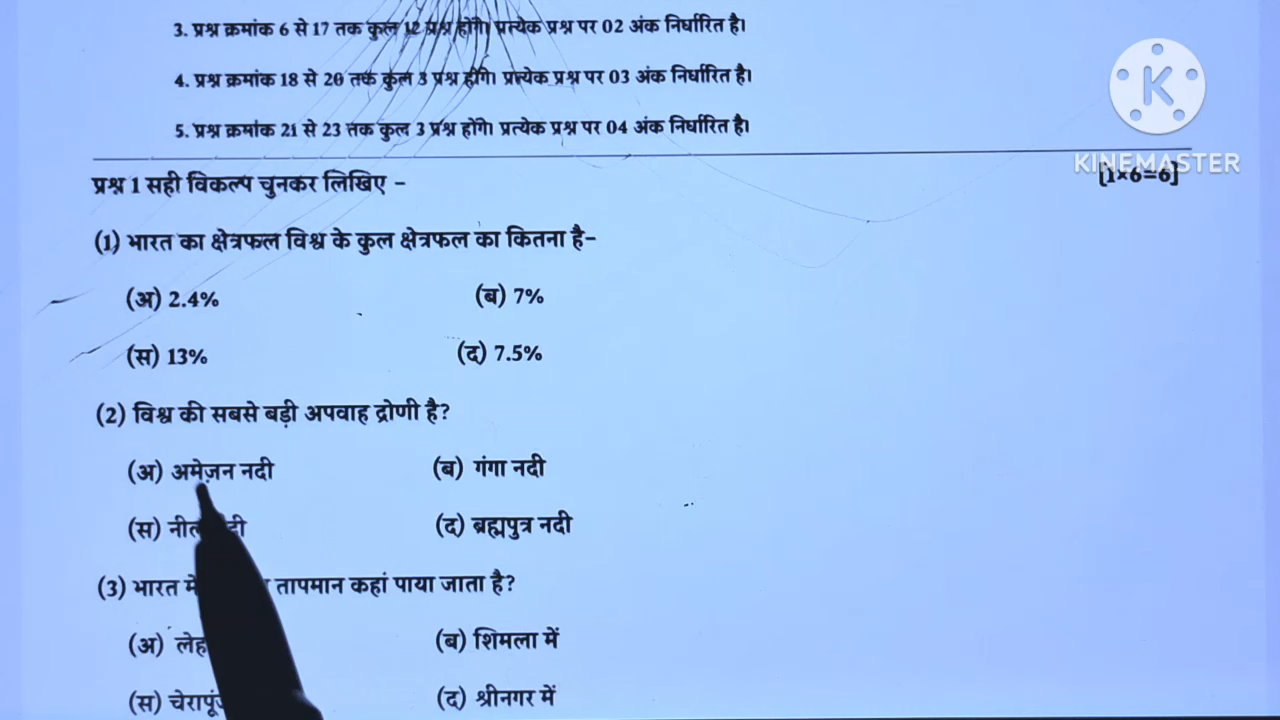 3. प्रश्न क्रमांक 6 से 17 तक कुल 12 प्रश्न होंगे। प्रत्येक प्रश्न पर 02 अंक निर्धारित है।
4. प्रश्न क्रमांक 18 से 20 तक कुल 3 प्रश्न होंगे। प्रत्येक प्रश्न पर 03 अंक निर्धारित है।
5. प्रश्न क्रमांक 21 से 23 तक कुल 3 प्रश्न होंगे। प्रत्येक प्रश्न पर 04 अंक निर्धारित है।
K
KINEMASTER
प्रश्न 1 सही विकल्प चुनकर लिखिए – [1×6=6]
(1) भारत का क्षेत्रफल विश्व के कुल क्षेत्रफल का कितना है–
(अ) 2.4% (ब) 7%
(स) 13% (द) 7.5%
(2) विश्व की सबसे बड़ी अपवाह द्रोणी है?
(अ) अमेज़न नदी (ब) गंगा नदी
(स) (द) ब्रह्मपुत्र नदी
(3) भारत में तापमान कहां पाया जाता है?
(अ) लेह (ब) शिमला में
(स) (द) श्रीनगर में